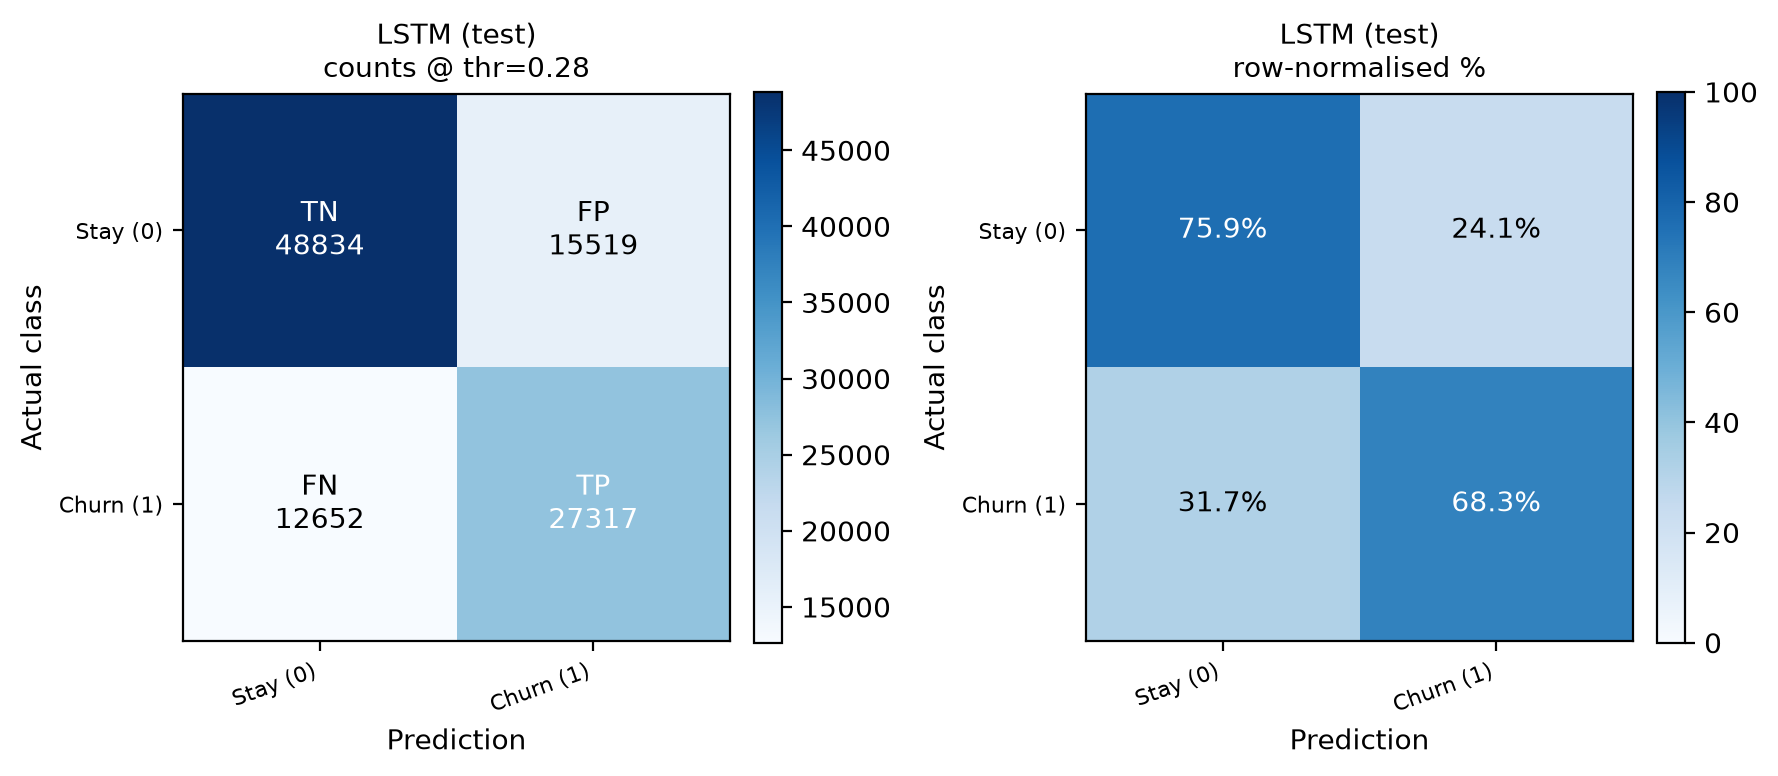 LSTM (test)
counts @ thr=0.28
Stay (0)
Churn (1)
Actual class
TN
48834
FP
15519
FN
12652
TP
27317
Stay (0)
Churn (1)
Prediction
45000
40000
35000
30000
25000
20000
15000
LSTM (test)
row-normalised %
Stay (0)
Churn (1)
Actual class
75.9%
24.1%
31.7%
68.3%
Stay (0)
Churn (1)
Prediction
100
80
60
40
20
0